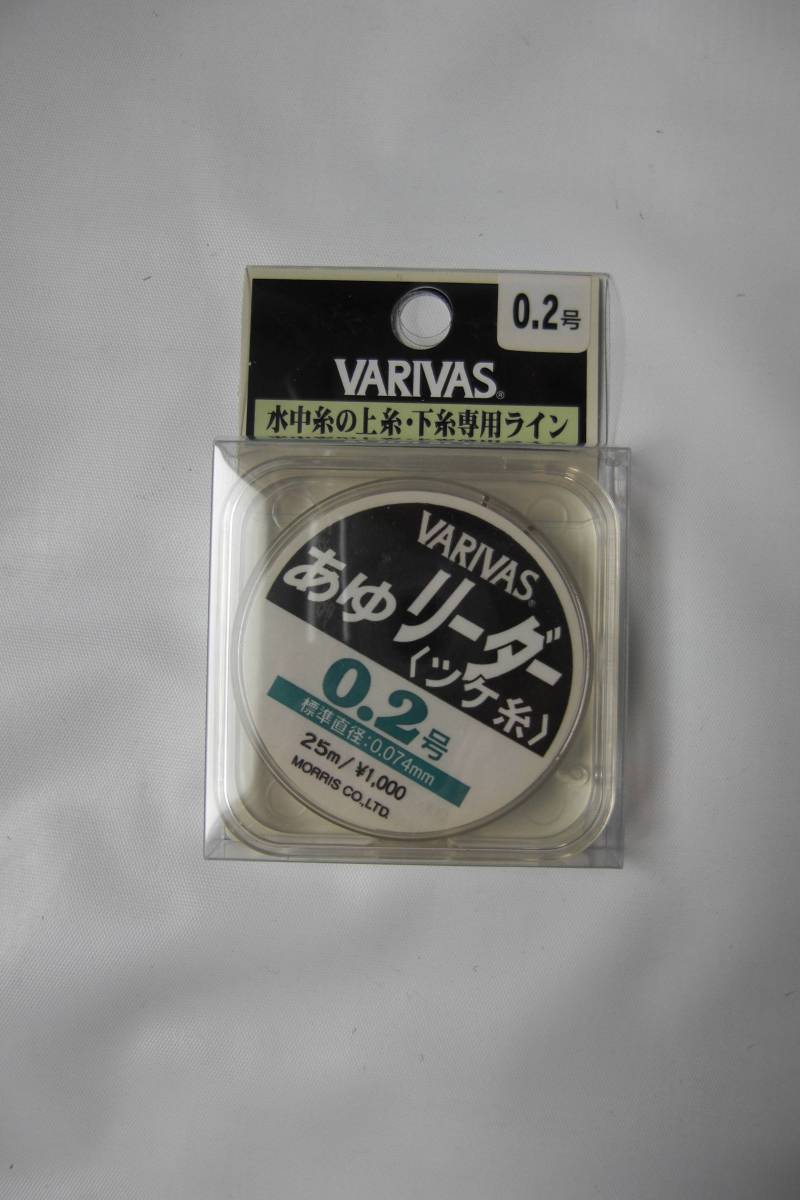 0.2号
VARIVAS®
水中糸の上糸・下糸専用ライン
VARIVAS®
あゆリーダー
〈ツケ糸〉
0.2号
標準直径:0.074mm
25m/¥1,000
MORRIS CO.,LTD.